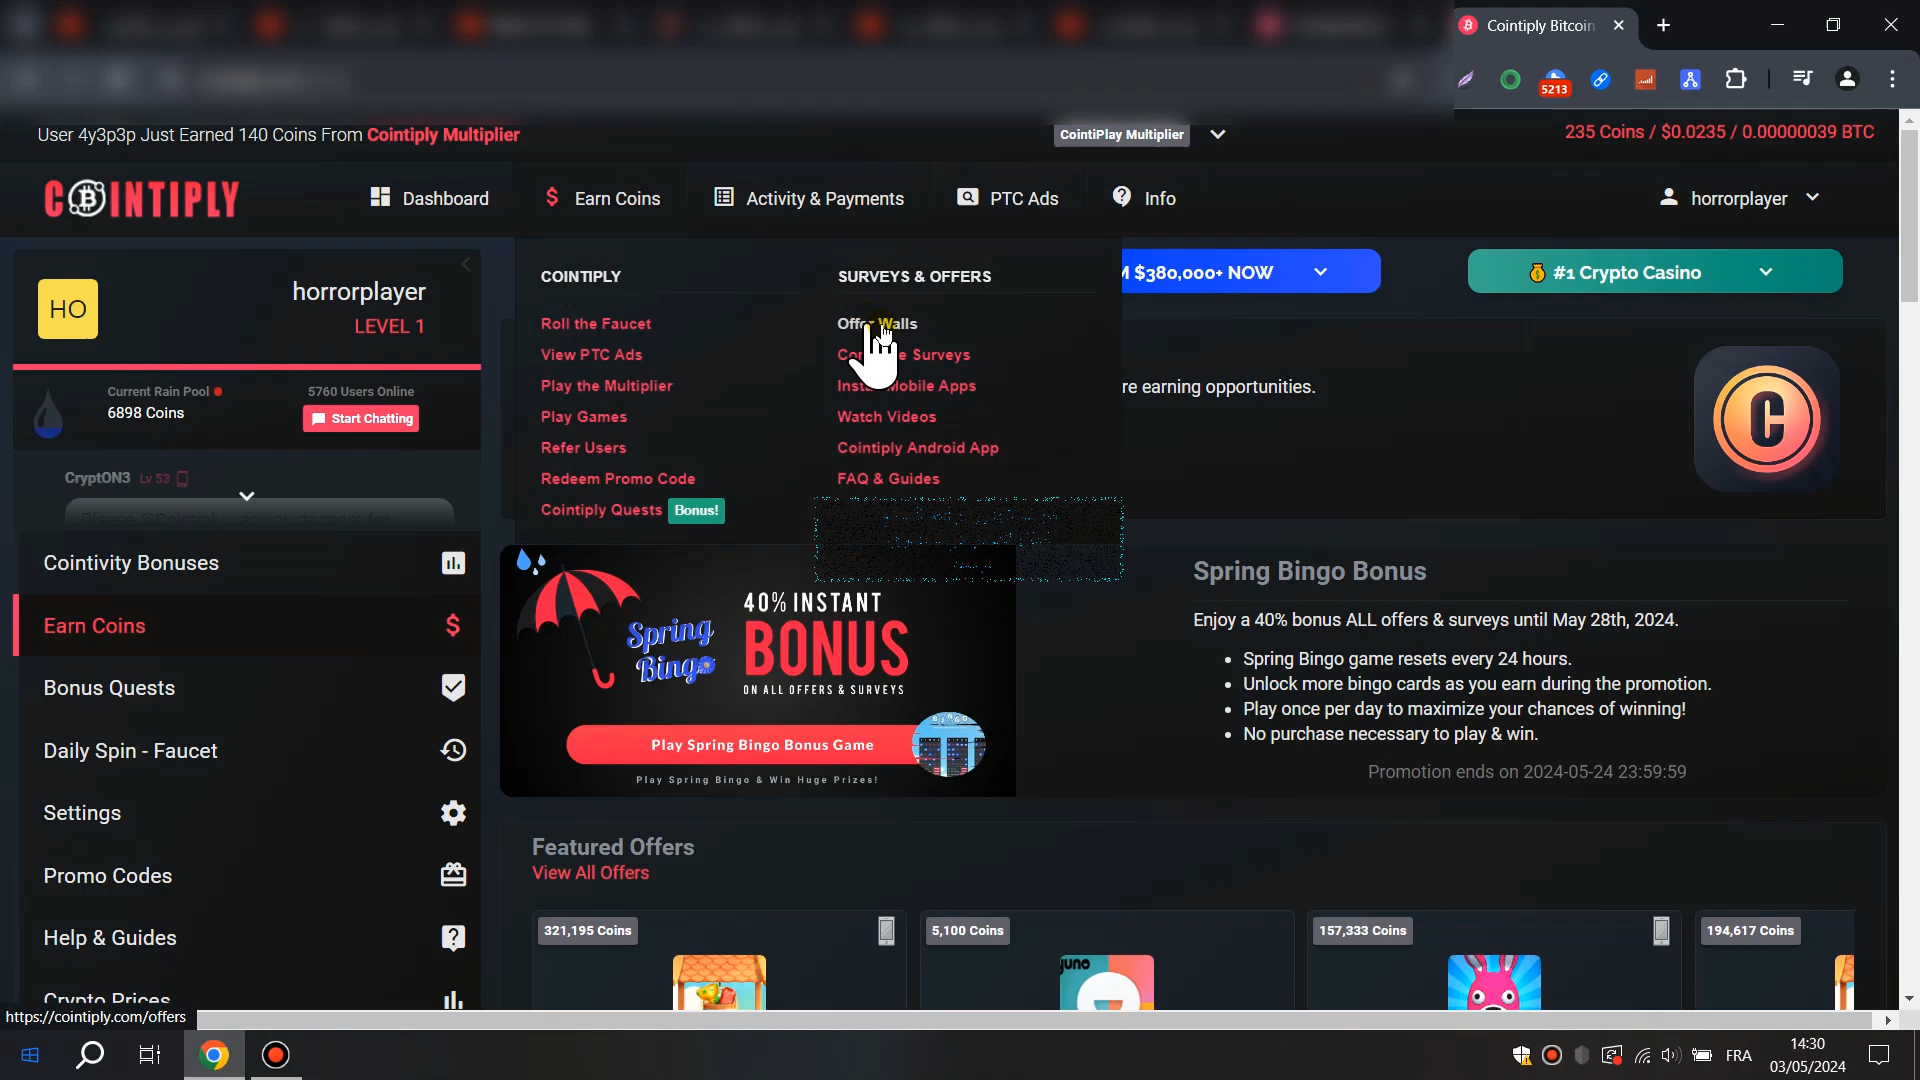 Cointiply Bitcoin
5213
User 4y3p3p Just Earned 140 Coins From Cointiply Multiplier
CointiPlay Multiplier
235 Coins / $0.0235 / 0.00000039 BTC
COINTIPLY
Dashboard
Earn Coins
Activity & Payments
PTC Ads
Info
horrorplayer
HO
horrorplayer
LEVEL 1
Current Rain Pool
6898 Coins
5760 Users Online
Start Chatting
CryptON3 Lv 53
COINTIPLY
Roll the Faucet
View PTC Ads
Play the Multiplier
Play Games
Refer Users
Redeem Promo Code
Cointiply Quests Bonus!
SURVEYS & OFFERS
Offer Walls
Surveys
Mobile Apps
Watch Videos
Cointiply Android App
FAQ & Guides
$380,000+ NOW
#1 Crypto Casino
re earning opportunities.
C
Cointivity Bonuses
Earn Coins
Bonus Quests
Daily Spin - Faucet
Settings
Promo Codes
Help & Guides
Crypto Prices
Spring Bingo
40% INSTANT
BONUS
ON ALL OFFERS & SURVEYS
Play Spring Bingo Bonus Game
BINGO
Play Spring Bingo & Win Huge Prizes!
Spring Bingo Bonus
Enjoy a 40% bonus ALL offers & surveys until May 28th, 2024.
Spring Bingo game resets every 24 hours.
Unlock more bingo cards as you earn during the promotion.
Play once per day to maximize your chances of winning!
No purchase necessary to play & win.
Promotion ends on 2024-05-24 23:59:59
Featured Offers
View All Offers
321,195 Coins
5,100 Coins
157,333 Coins
194,617 Coins
https://cointiply.com/offers
FRA
14:30
03/05/2024